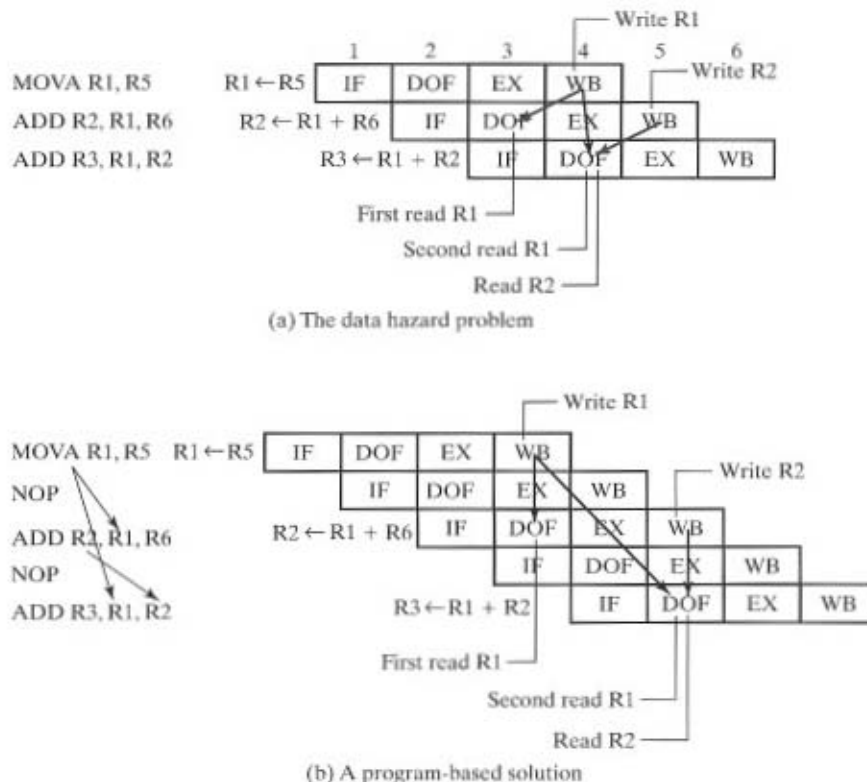 Write R1
1 2 3 4 5 6
Write R2
MOVA R1, R5 R1 ← R5 IF DOF EX WB
ADD R2, R1, R6 R2 ← R1 + R6 IF DOF EX WB
ADD R3, R1, R2 R3 ← R1 + R2 IF DOF EX WB
First read R1
Second read R1
Read R2
(a) The data hazard problem
Write R1
MOVA R1, R5 R1 ← R5 IF DOF EX WB
Write R2
NOP IF DOF EX WB
ADD R2, R1, R6 R2 ← R1 + R6 IF DOF EX WB
NOP IF DOF EX WB
ADD R3, R1, R2 R3 ← R1 + R2 IF DOF EX WB
First read R1
Second read R1
Read R2
(b) A program-based solution